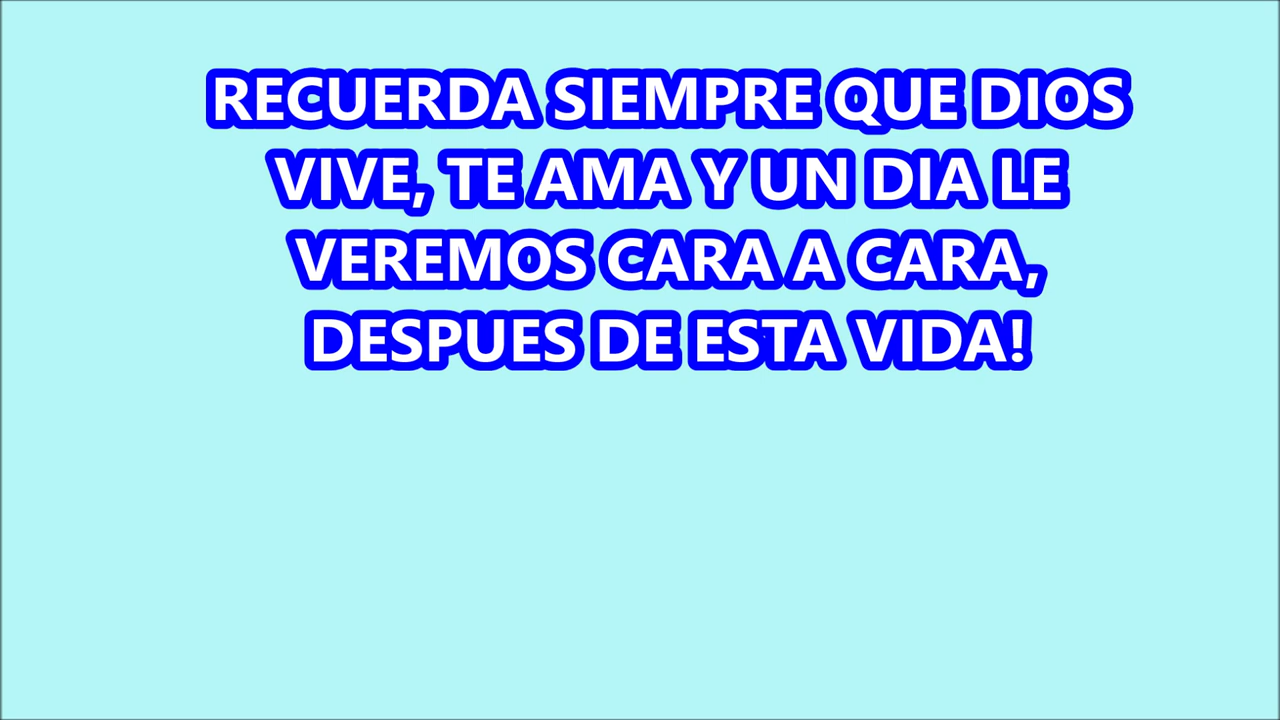 RECUERDA SIEMPRE QUE DIOS
VIVE, TE AMA Y UN DIA LE
VEREMOS CARA A CARA,
DESPUES DE ESTA VIDA!